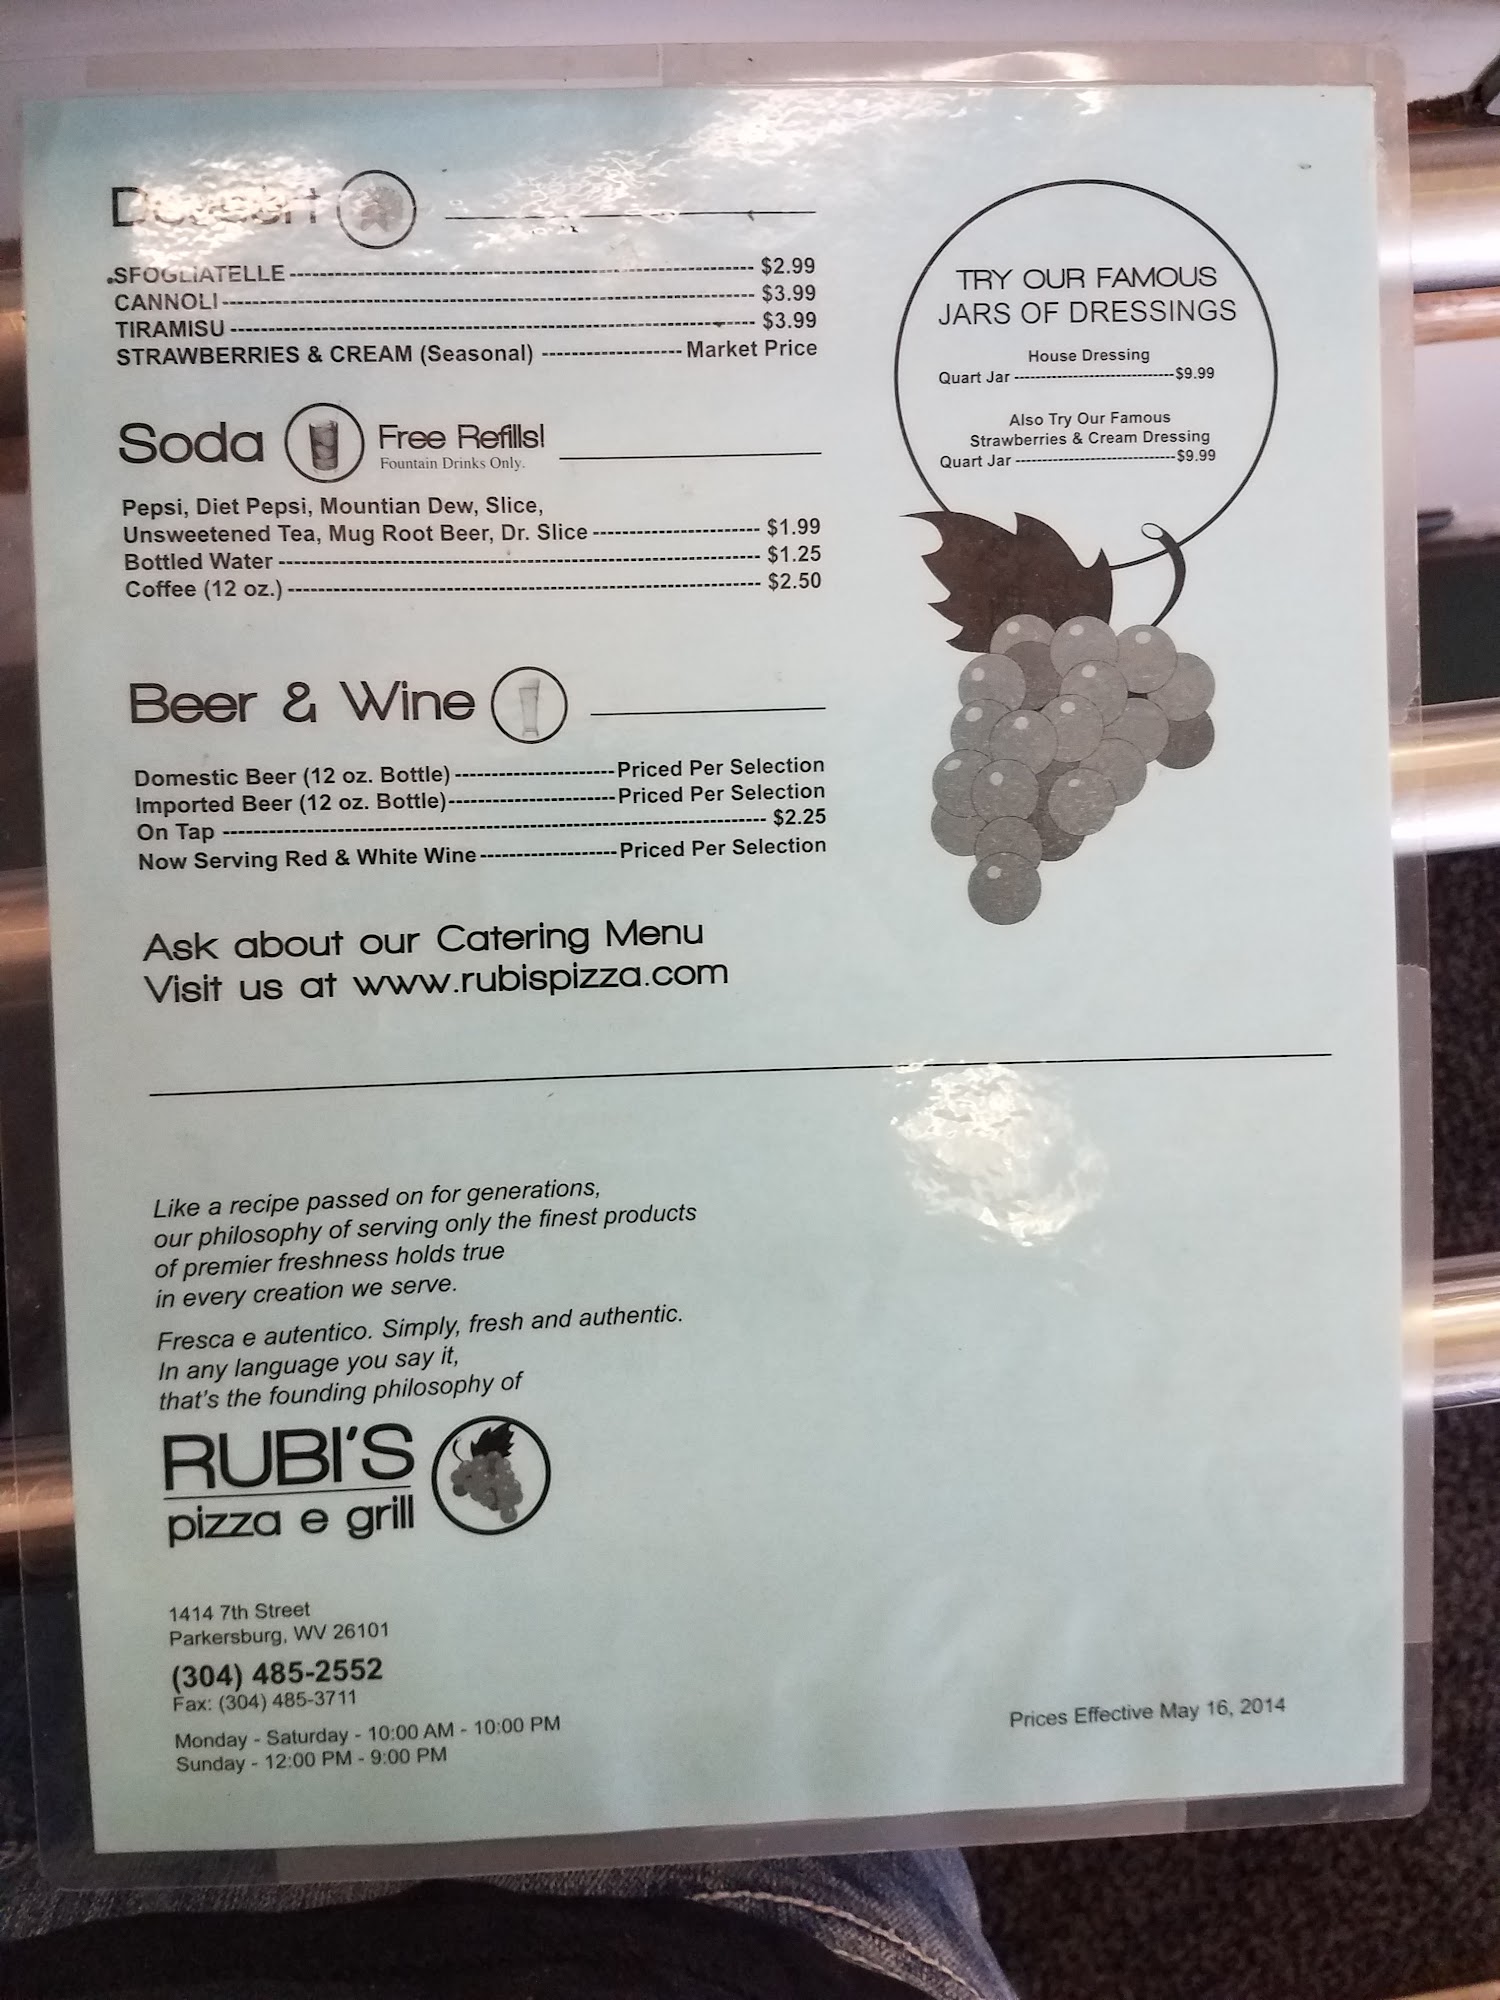 Dessert
SFOGLIATELLE --- $2.99
CANNOLI --- $3.99
TIRAMISU --- $3.99
STRAWBERRIES & CREAM (Seasonal) --- Market Price
Soda Free Refills!
Fountain Drinks Only.
Pepsi, Diet Pepsi, Mountian Dew, Slice,
Unsweetened Tea, Mug Root Beer, Dr. Slice --- $1.99
Bottled Water --- $1.25
Coffee (12 oz.) --- $2.50
Beer & Wine
Domestic Beer (12 oz. Bottle) --- Priced Per Selection
Imported Beer (12 oz. Bottle) --- Priced Per Selection
On Tap --- $2.25
Now Serving Red & White Wine --- Priced Per Selection
Ask about our Catering Menu
Visit us at www.rubispizza.com
TRY OUR FAMOUS
JARS OF DRESSINGS
House Dressing
Quart Jar --- $9.99
Also Try Our Famous
Strawberries & Cream Dressing
Quart Jar --- $9.99
Like a recipe passed on for generations,
our philosophy of serving only the finest products
of premier freshness holds true
in every creation we serve.
Fresca e autentico. Simply, fresh and authentic.
In any language you say it,
that's the founding philosophy of
RUBI'S
pizza e grill
1414 7th Street
Parkersburg, WV 26101
(304) 485-2552
Fax: (304) 485-3711
Monday - Saturday - 10:00 AM - 10:00 PM
Sunday - 12:00 PM - 9:00 PM
Prices Effective May 16, 2014